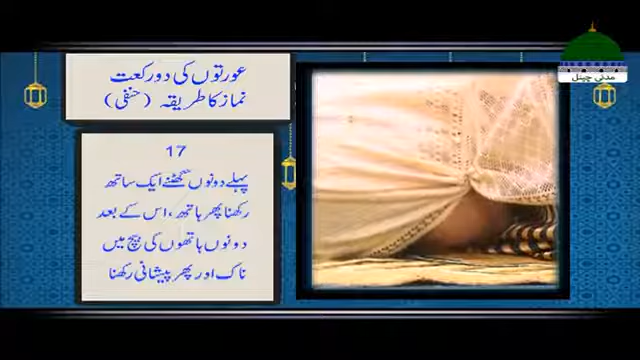 عورتوں کی دو رکعت
نماز کا طریقہ (حنفی)
17
پہلے دونوں گھٹنے ایک ساتھ
رکھنا پھر ہاتھ، اس کے بعد
دونوں ہاتھوں کی بیچ میں
ناک اور پھر پیشانی رکھنا
مدنی چینل